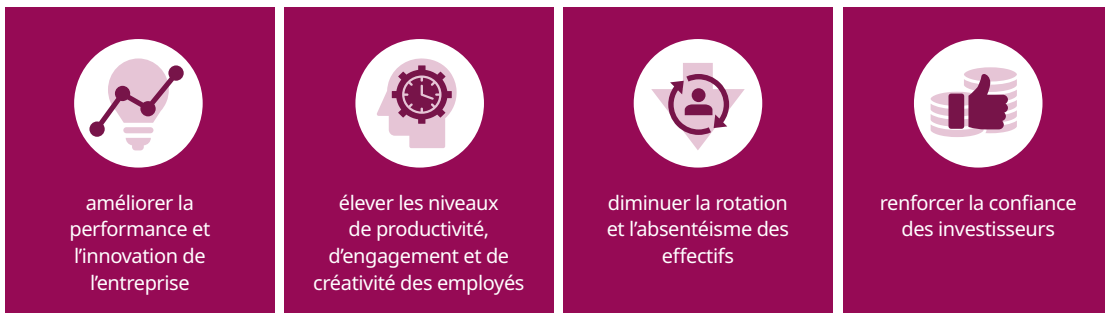 améliorer la
performance et
l'innovation de
l'entreprise
élever les niveaux
de productivité,
d'engagement et de
créativité des employés
diminuer la rotation
et l'absentéisme des
effectifs
renforcer la confiance
des investisseurs